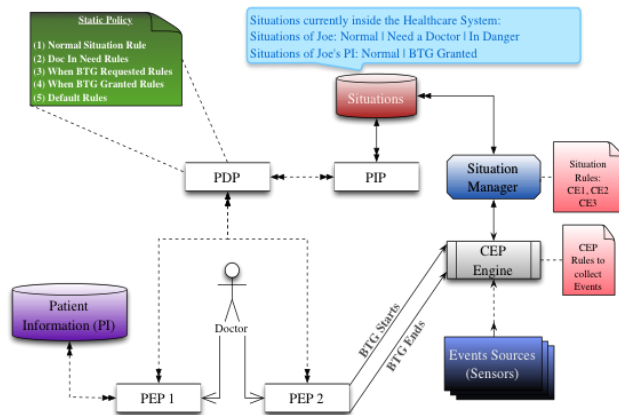 Static Policy
(1) Normal Situation Rule
(2) Doc In Need Rules
(3) When BTG Requested Rules
(4) When BTG Granted Rules
(5) Default Rules
Situations currently inside the Healthcare System:
Situations of Joe: Normal | Need a Doctor | In Danger
Situations of Joe's PI: Normal | BTG Granted
Situations
PDP
PIP
Situation
Manager
Situation
Rules:
CE1, CE2
CE3
CEP
Engine
CEP
Rules to
collect
Events
Patient
Information (PI)
Doctor
BTG Starts
BTG Ends
Events Sources
(Sensors)
PEP 1
PEP 2